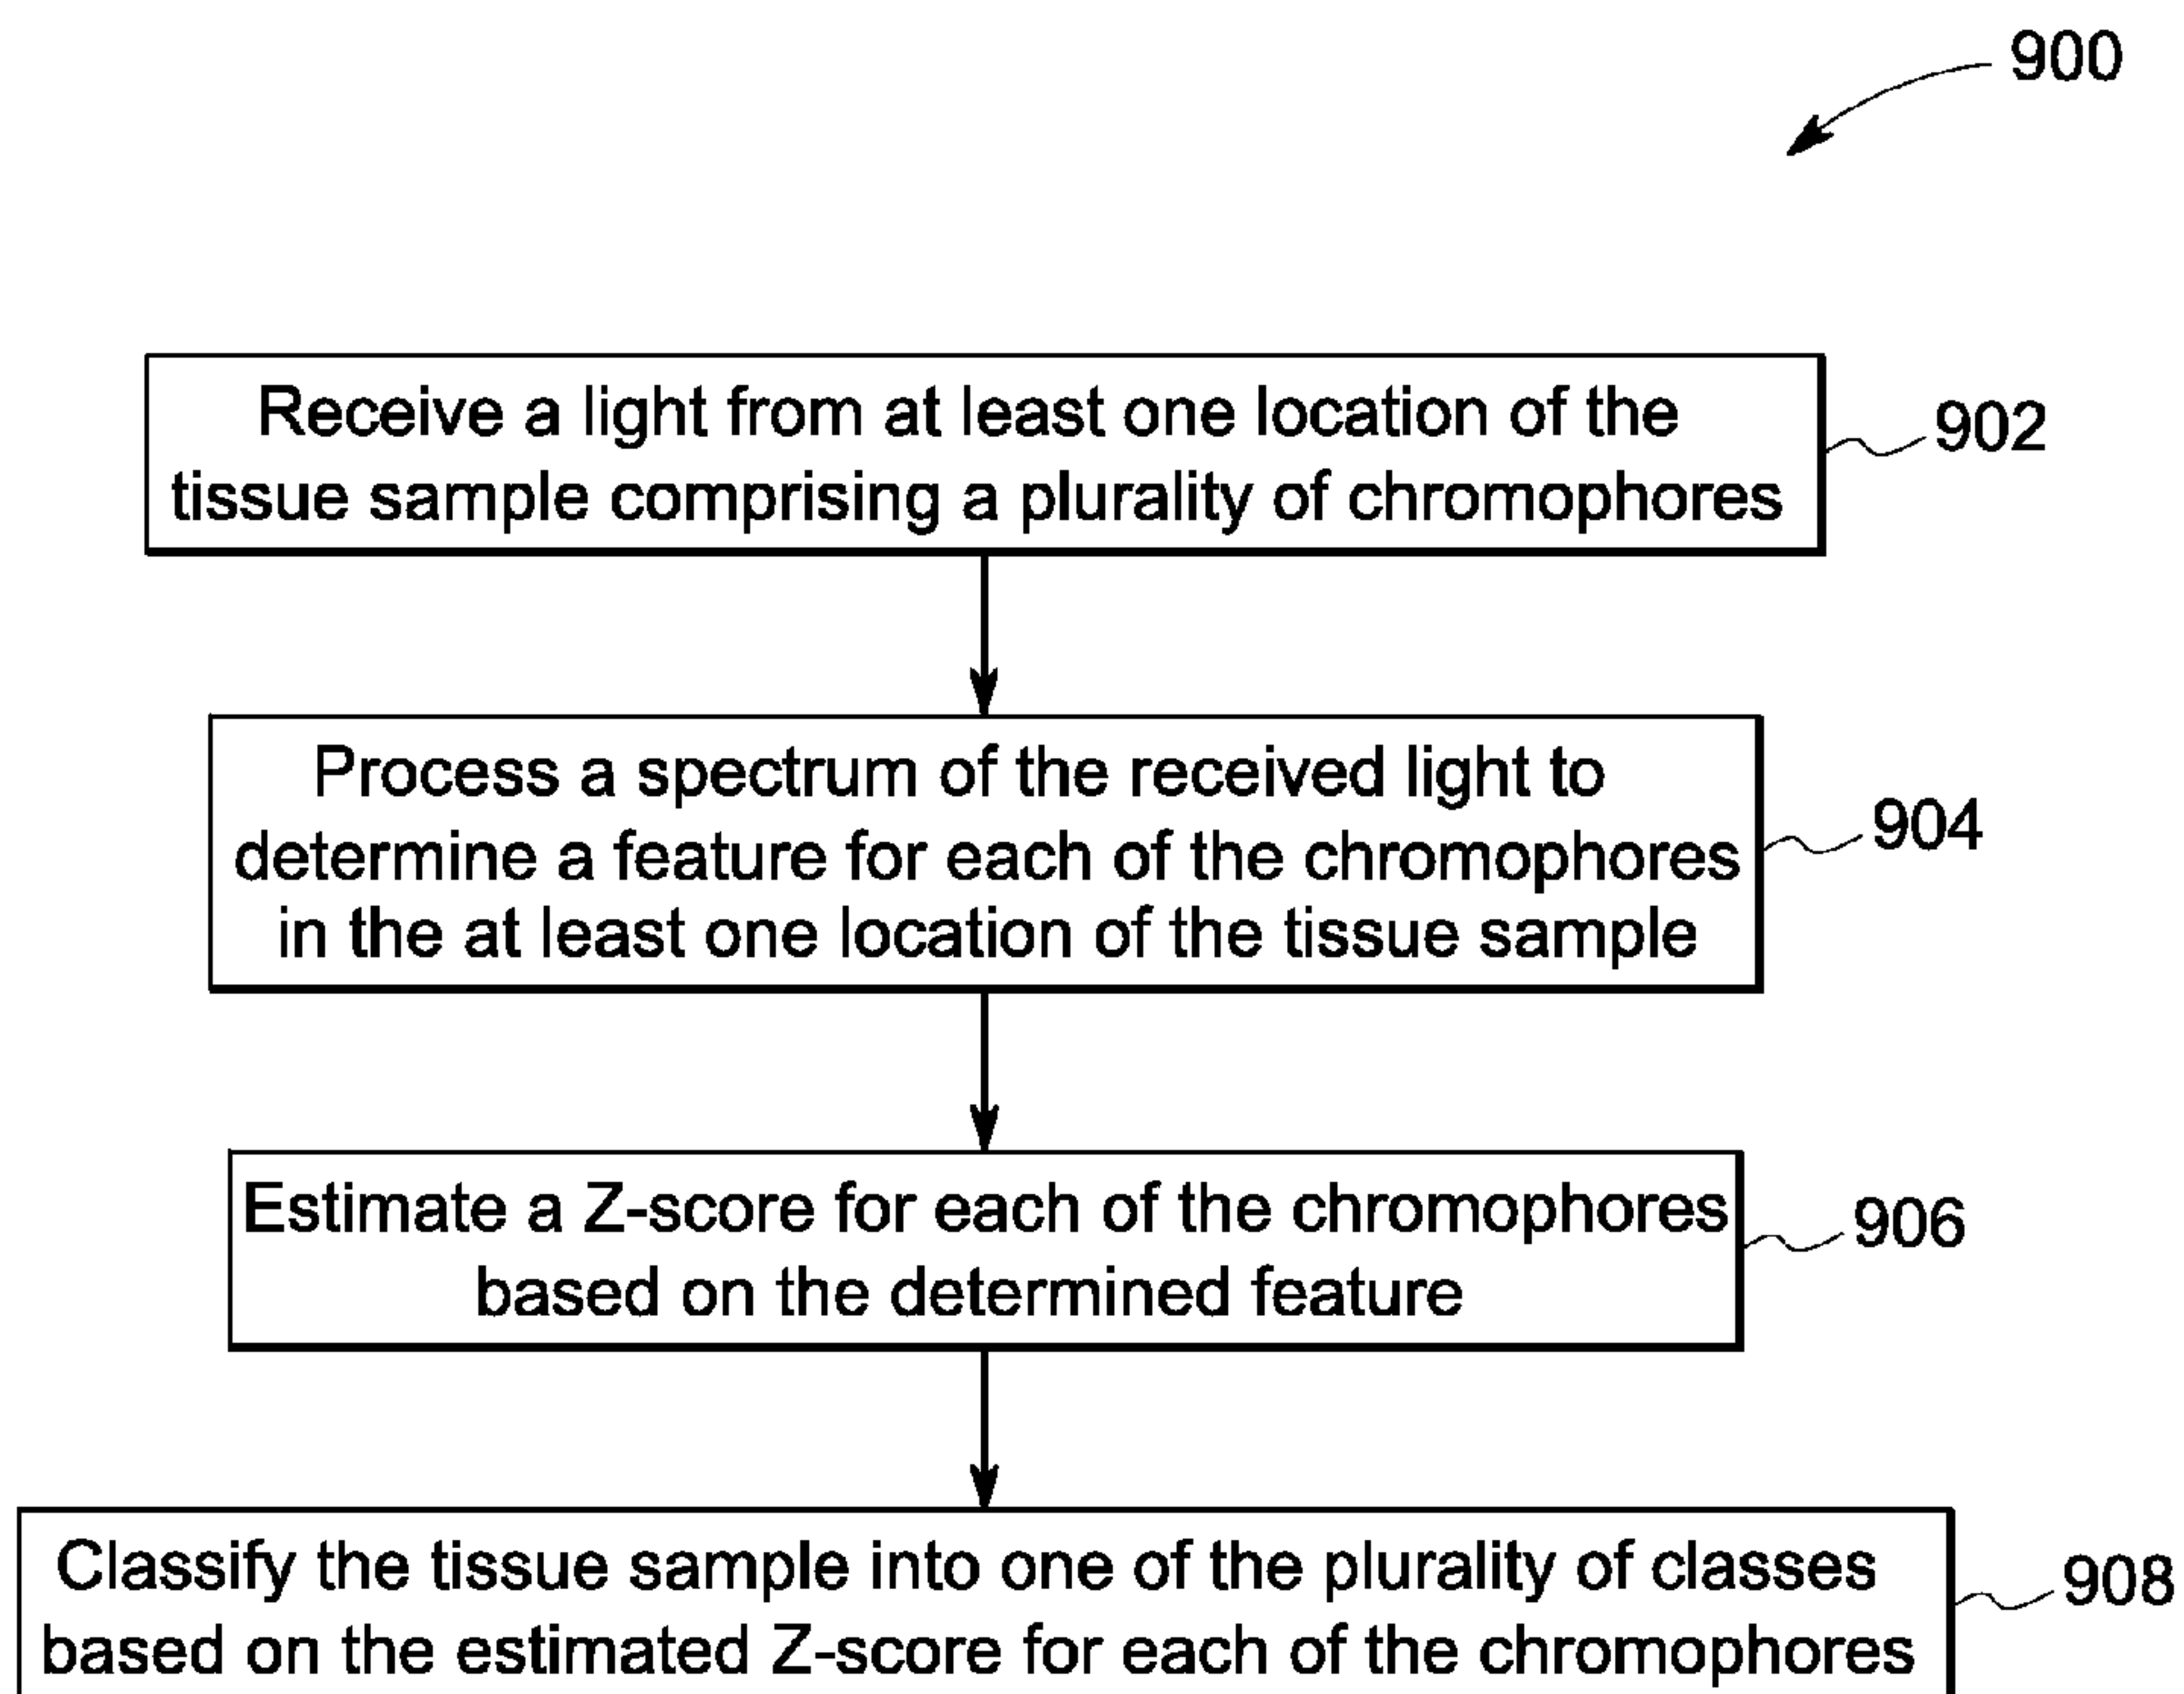 900
Receive a light from at least one location of the
tissue sample comprising a plurality of chromophores
902
Process a spectrum of the received light to
determine a feature for each of the chromophores
in the at least one location of the tissue sample
904
Estimate a Z-score for each of the chromophores
based on the determined feature
906
Classify the tissue sample into one of the plurality of classes
based on the estimated Z-score for each of the chromophores
908